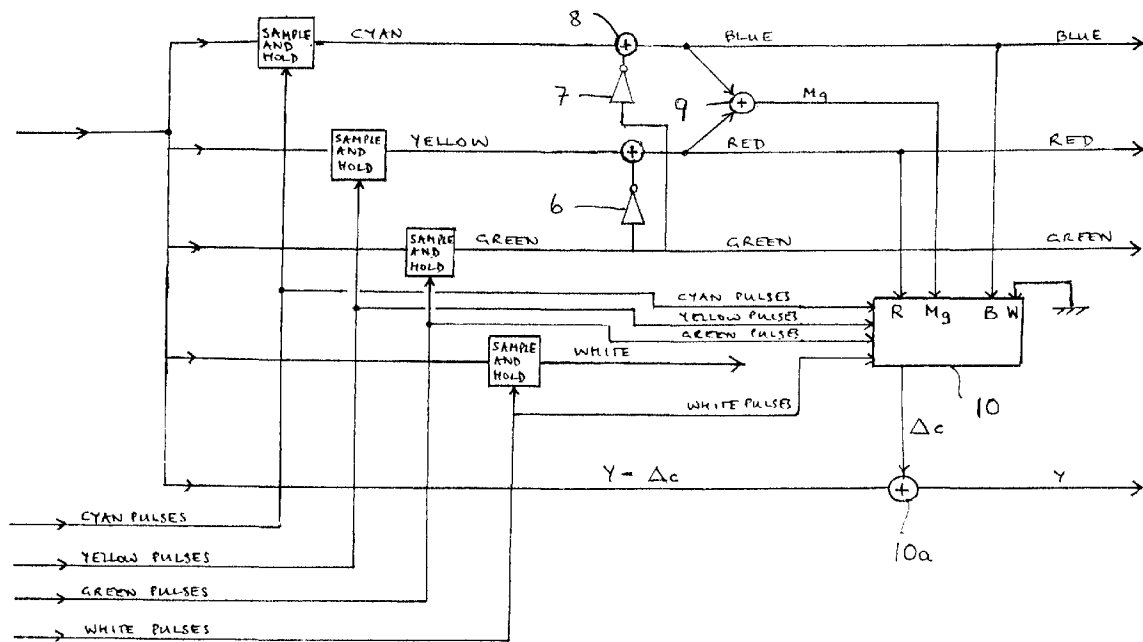 8
SAMPLE
AND
HOLD
CYAN
BLUE
BLUE
7
9
Mg
SAMPLE
AND
HOLD
YELLOW
RED
RED
6
SAMPLE
AND
HOLD
GREEN
GREEN
GREEN
CYAN PULSES
YELLOW PULSES
GREEN PULSES
R Mg B W
SAMPLE
AND
HOLD
WHITE
WHITE PULSES
10
Δc
Y - Δc
Y
10a
CYAN PULSES
YELLOW PULSES
GREEN PULSES
WHITE PULSES